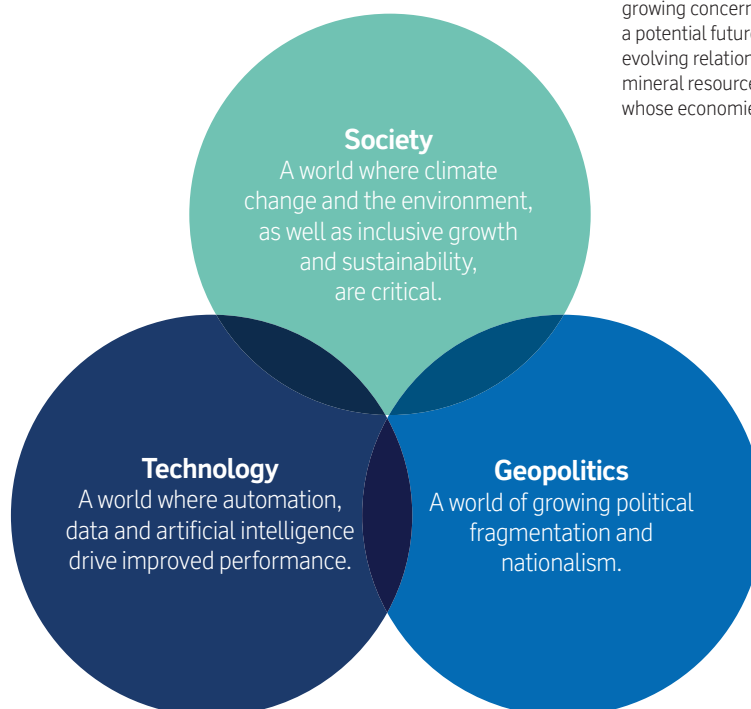 growing concern
a potential future
evolving relation
mineral resource
whose economie
Society
A world where climate
change and the environment,
as well as inclusive growth
and sustainability,
are critical.
Technology
A world where automation,
data and artificial intelligence
drive improved performance.
Geopolitics
A world of growing political
fragmentation and
nationalism.